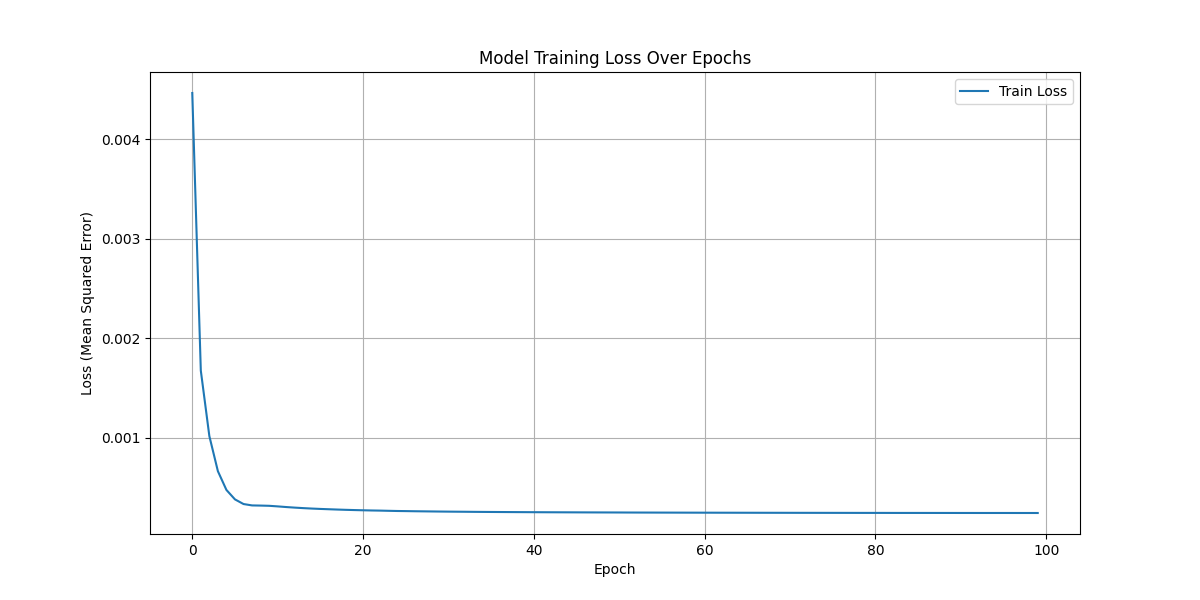 Model Training Loss Over Epochs
Train Loss
Loss (Mean Squared Error)
0.004
0.003
0.002
0.001
0 20 40 60 80 100
Epoch